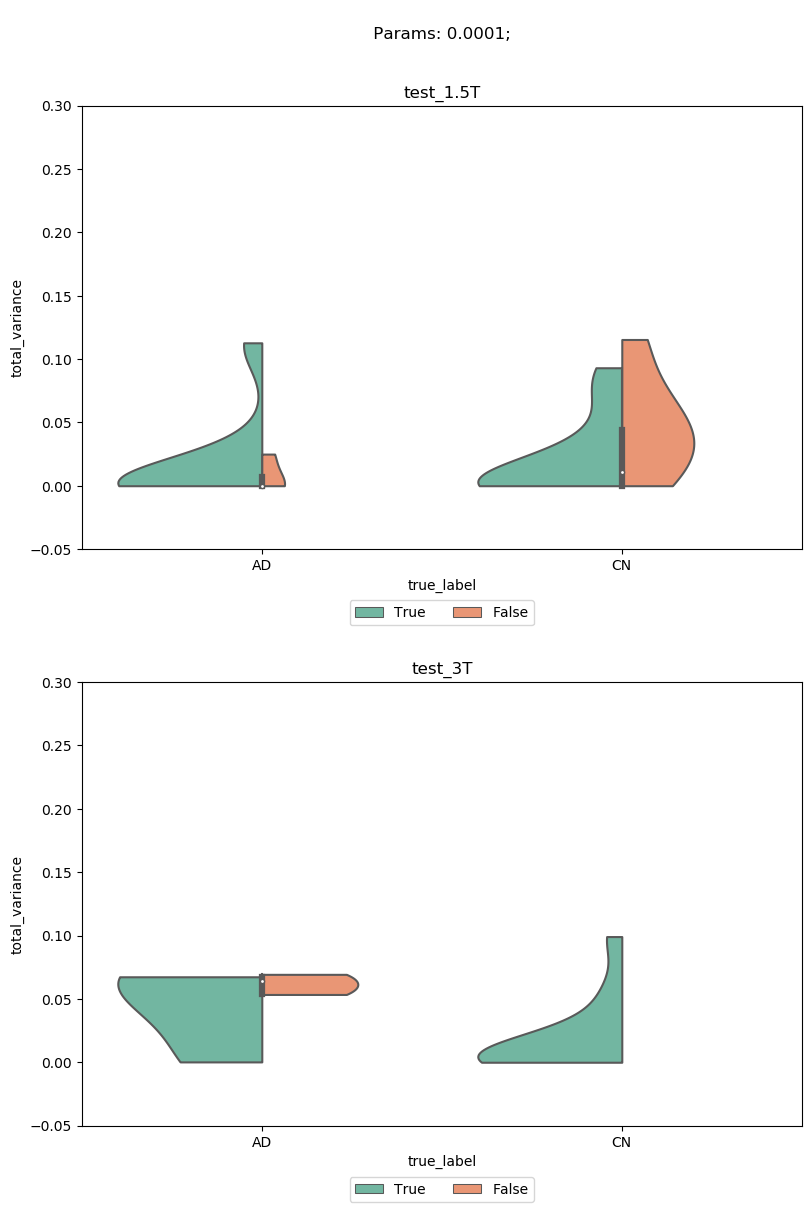 Params: 0.0001;
test_1.5T
0.30
0.25
0.20
0.15
0.10
0.05
0.00
−0.05
total_variance
AD CN
true_label
True False
test_3T
0.30
0.25
0.20
0.15
0.10
0.05
0.00
−0.05
total_variance
AD CN
true_label
True False